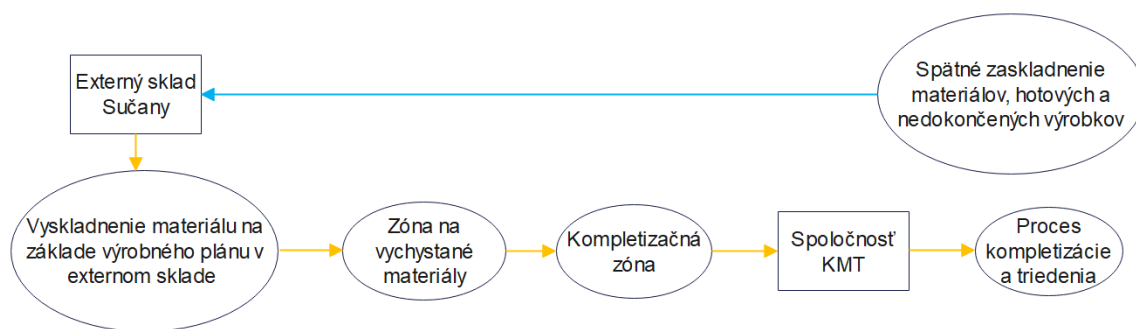 Externý sklad
Sučany
Spätné zaskladnenie
materiálov, hotových a
nedokončených výrobkov
Vyskladnenie materiálu na
základe výrobného plánu v
externom sklade
Zóna na
vychystané
materiály
Kompletizačná
zóna
Spoločnosť
KMT
Proces
kompletizácie
a triedenia